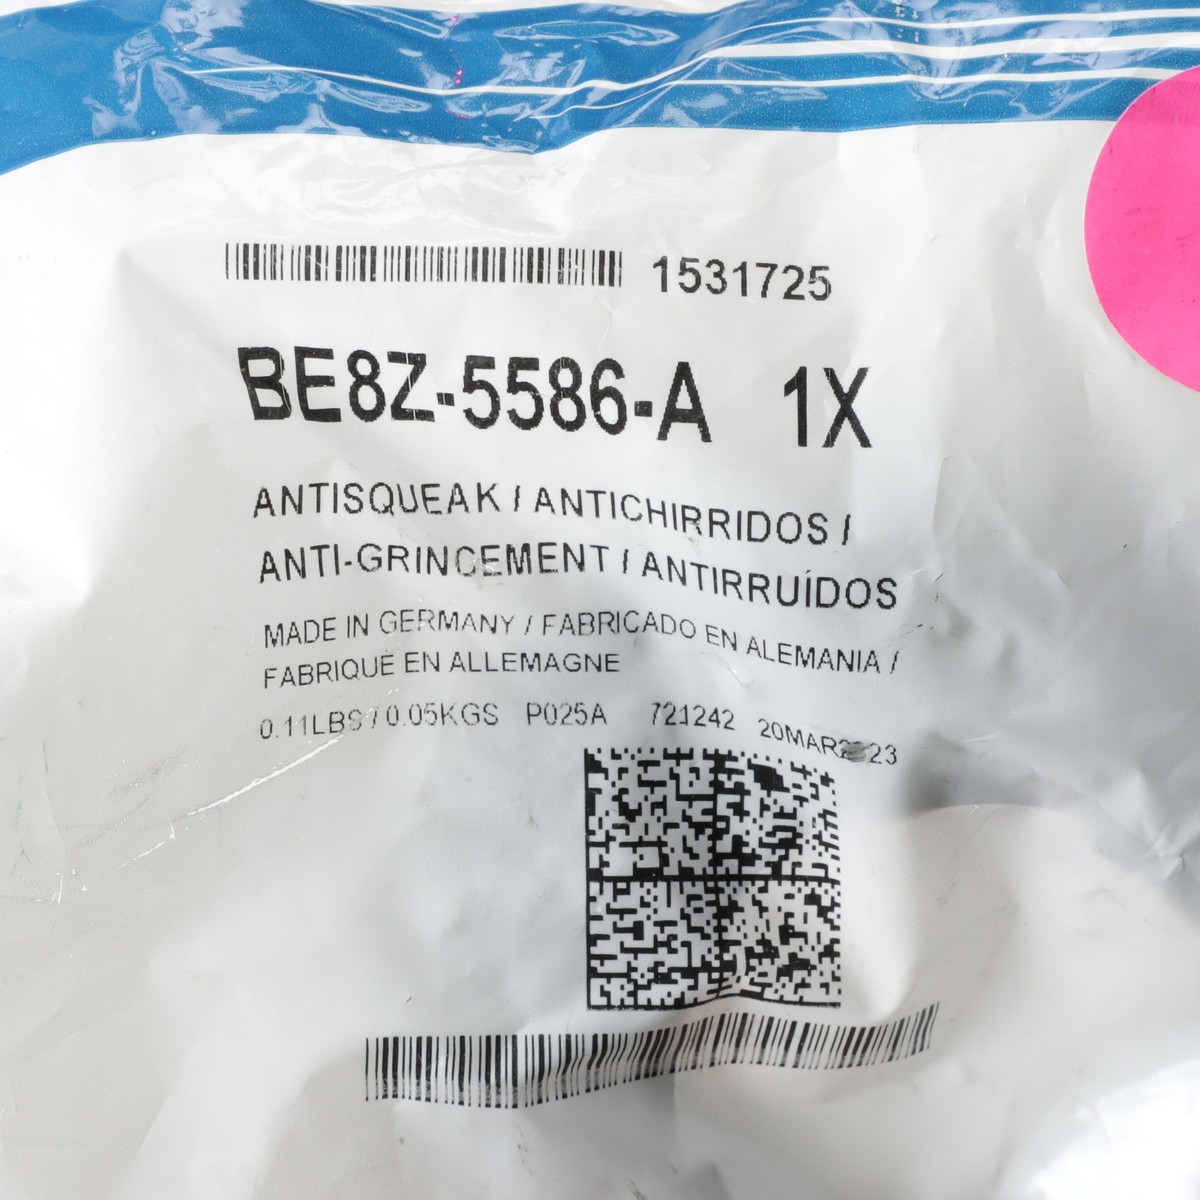 1531725
BE8Z-5586-A 1X
ANTISQUEAK / ANTICHIRRIDOS /
ANTI-GRINCEMENT / ANTIRRUÍDOS
MADE IN GERMANY / FABRICADO EN ALEMANIA /
FABRIQUE EN ALLEMAGNE
0.11LBS / 0.05KGS P025A 721242 20MAR2023